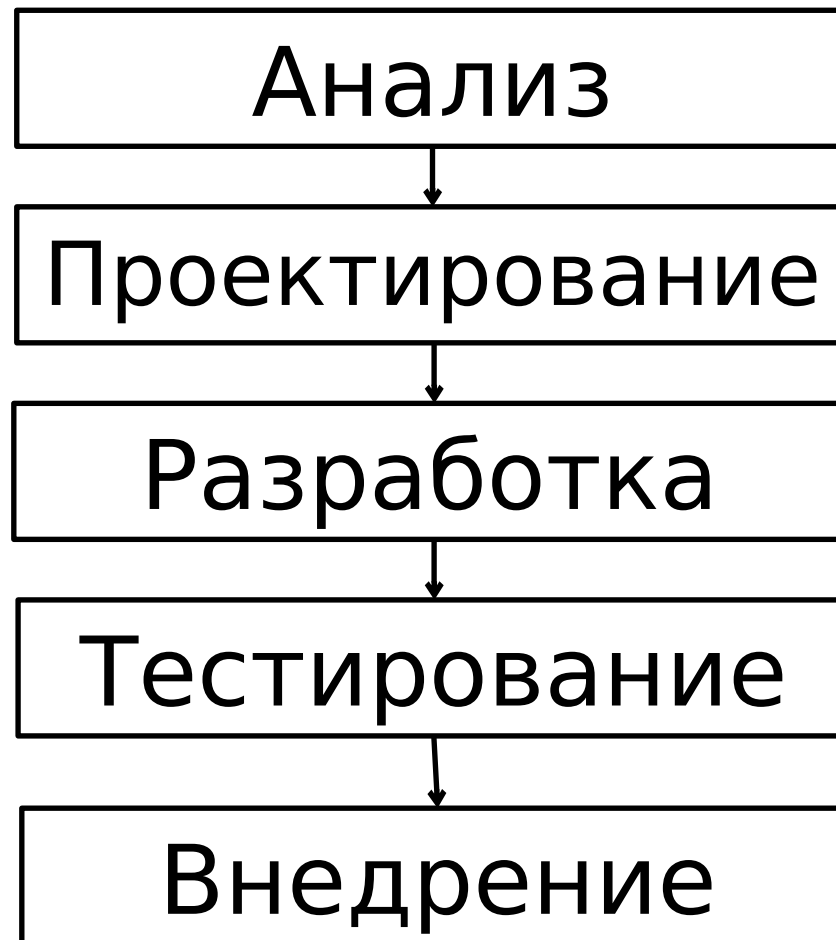 Анализ
Проектирование
Разработка
Тестирование
Внедрение